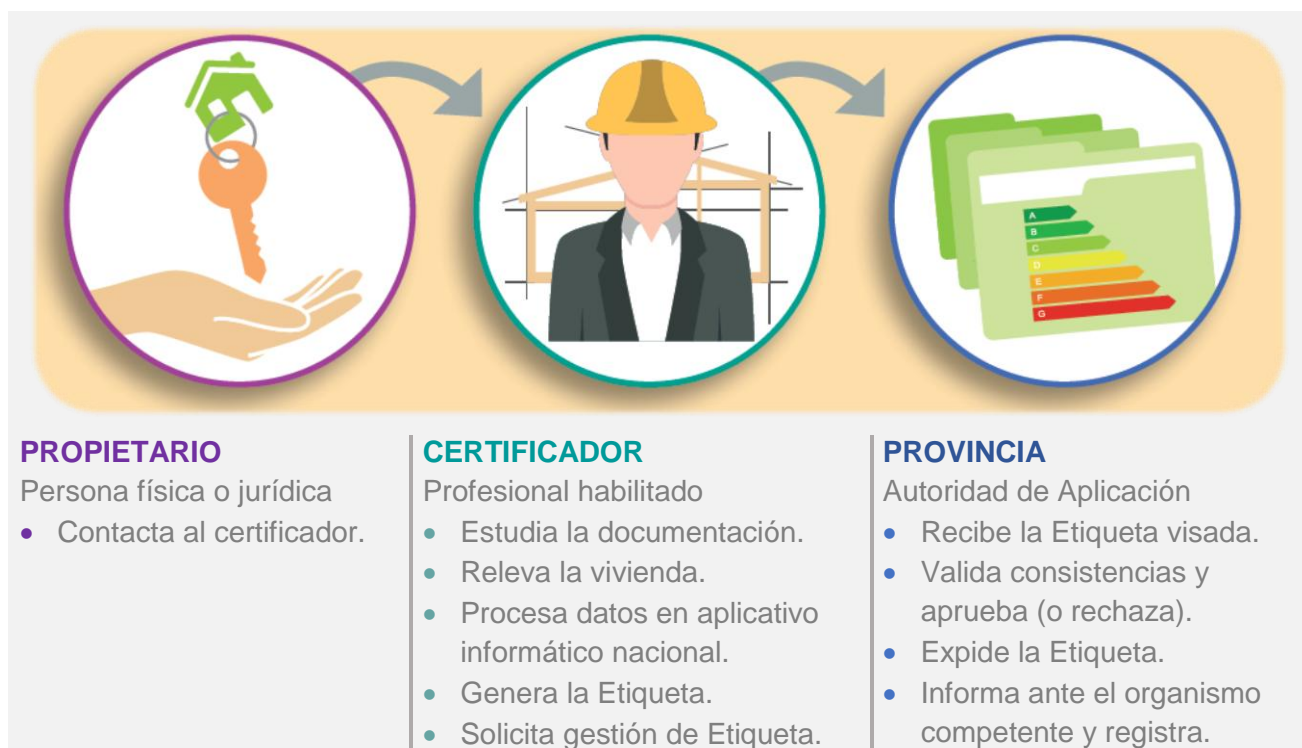 A
B
C
D
E
F
G
PROPIETARIO
Persona física o jurídica
• Contacta al certificador.
CERTIFICADOR
Profesional habilitado
• Estudia la documentación.
• Releva la vivienda.
• Procesa datos en aplicativo
informático nacional.
• Genera la Etiqueta.
• Solicita gestión de Etiqueta.
PROVINCIA
Autoridad de Aplicación
• Recibe la Etiqueta visada.
• Valida consistencias y
aprueba (o rechaza).
• Expide la Etiqueta.
• Informa ante el organismo
competente y registra.